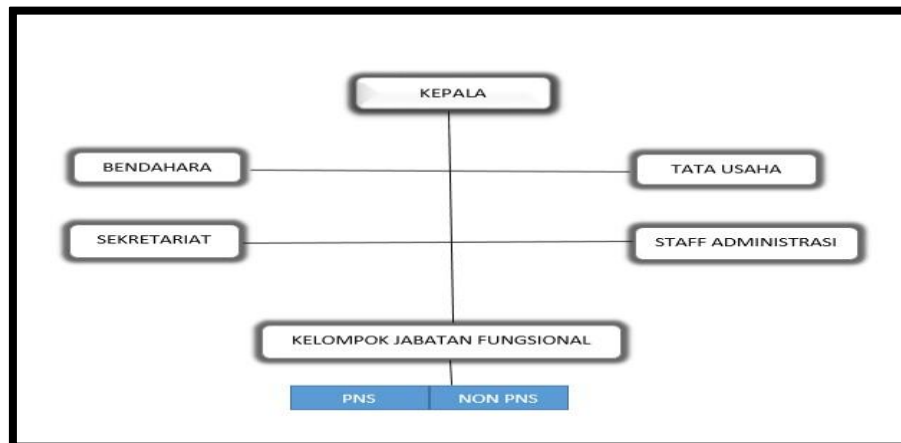 KEPALA
BENDAHARA
TATA USAHA
SEKRETARIAT
STAFF ADMINISTRASI
KELOMPOK JABATAN FUNGSIONAL
PNS
NON PNS